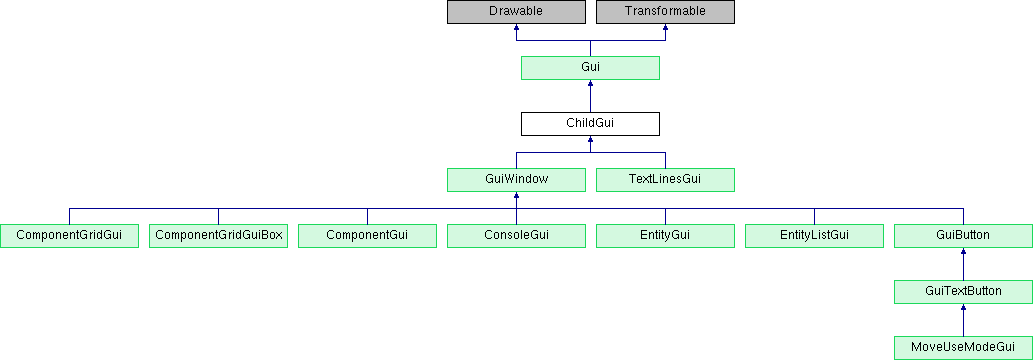 Drawable Transformable
Gui
ChildGui
GuiWindow TextLinesGui
ComponentGridGui ComponentGridGuiBox ComponentGui ConsoleGui EntityGui EntityListGui GuiButton
GuiTextButton
MoveUseModeGui